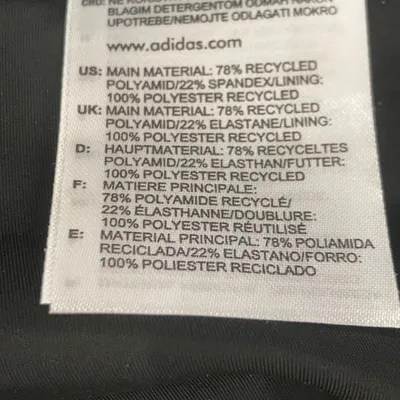 BLAGIM DETERGENTOM ODMAH NAKON
UPOTREBE/NEMOJTE ODLAGATI MOKRO
www.adidas.com
US: MAIN MATERIAL: 78% RECYCLED
POLYAMID/22% SPANDEX/LINING:
100% POLYESTER RECYCLED
UK: MAIN MATERIAL: 78% RECYCLED
POLYAMID/22% ELASTANE/LINING:
100% POLYESTER RECYCLED
D: HAUPTMATERIAL: 78% RECYCELTES
POLYAMID/22% ELASTHAN/FUTTER:
100% POLYESTER RECYCLED
F: MATIERE PRINCIPALE:
78% POLYAMIDE RECYCLÉ/
22% ÉLASTHANNE/DOUBLURE:
100% POLYESTER RÉUTILISÉ
E: MATERIAL PRINCIPAL: 78% POLIAMIDA
RECICLADA/22% ELASTANO/FORRO:
100% POLIESTER RECICLADO